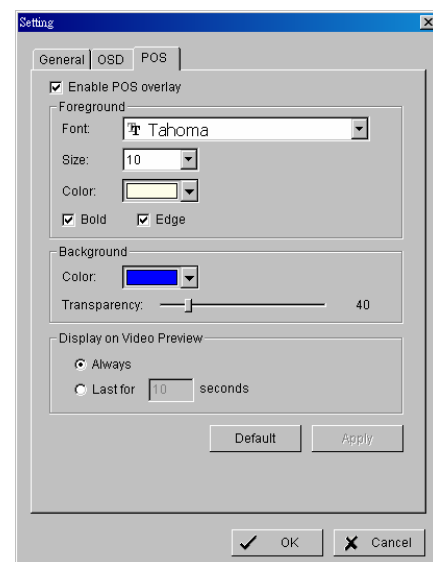 Setting
General OSD POS
Enable POS overlay
Foreground
Font: Tahoma
Size: 10
Color:
Bold Edge
Background
Color:
Transparency: 40
Display on Video Preview
Always
Last for 10 seconds
Default Apply
OK Cancel